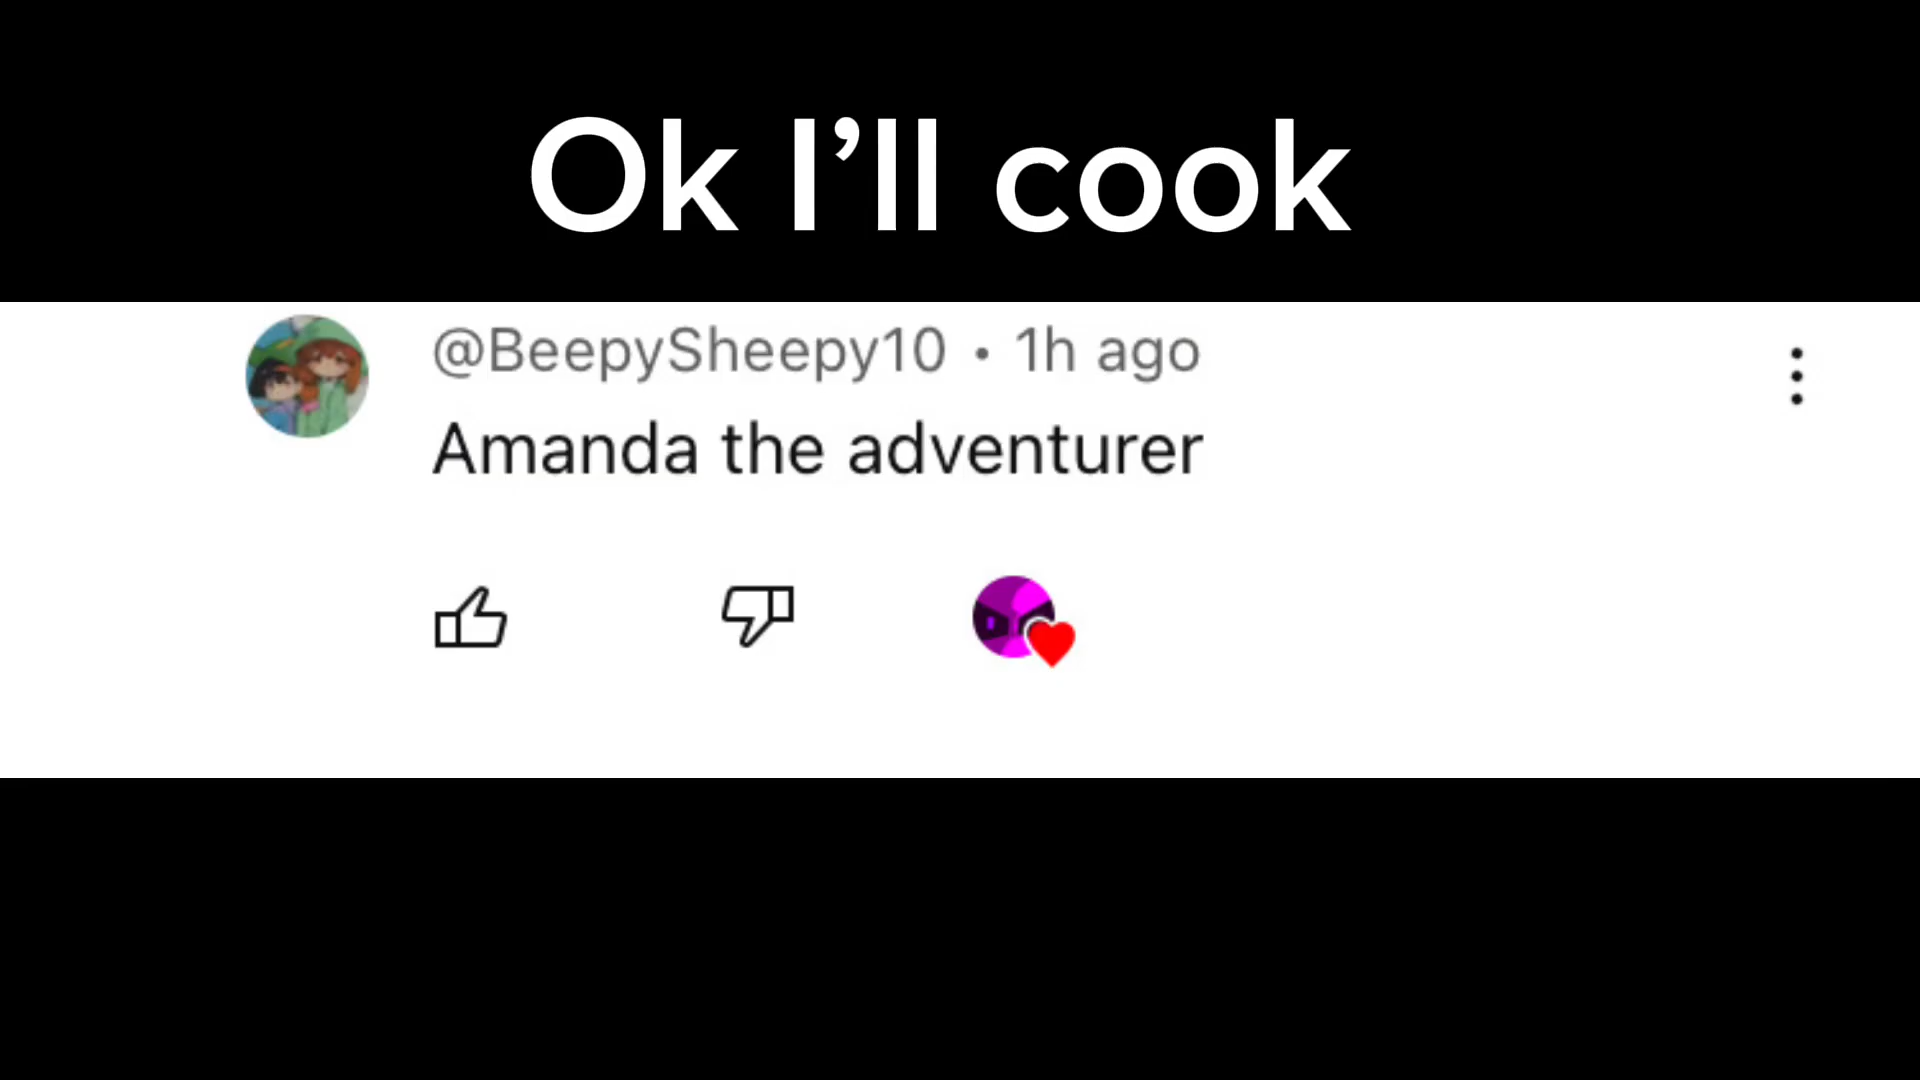 Ok I’ll cook
@BeepySheepy10 • 1h ago
Amanda the adventurer